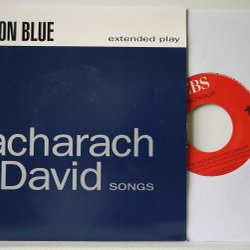 ON BLUE
extended play
acharach
David SONGS
BS